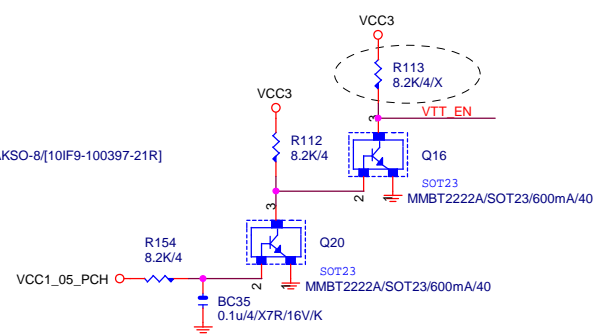 VCC3
R113
8.2K/4/X
VCC3
VTT_EN
3
R112
8.2K/4
Q16
AKSO-8/[10IF9-100397-21R]
SOT23
2
1
MMBT2222A/SOT23/600mA/40
3
R154
8.2K/4
Q20
SOT23
VCC1_05_PCH
2
1
MMBT2222A/SOT23/600mA/40
BC35
0.1u/4/X7R/16V/K